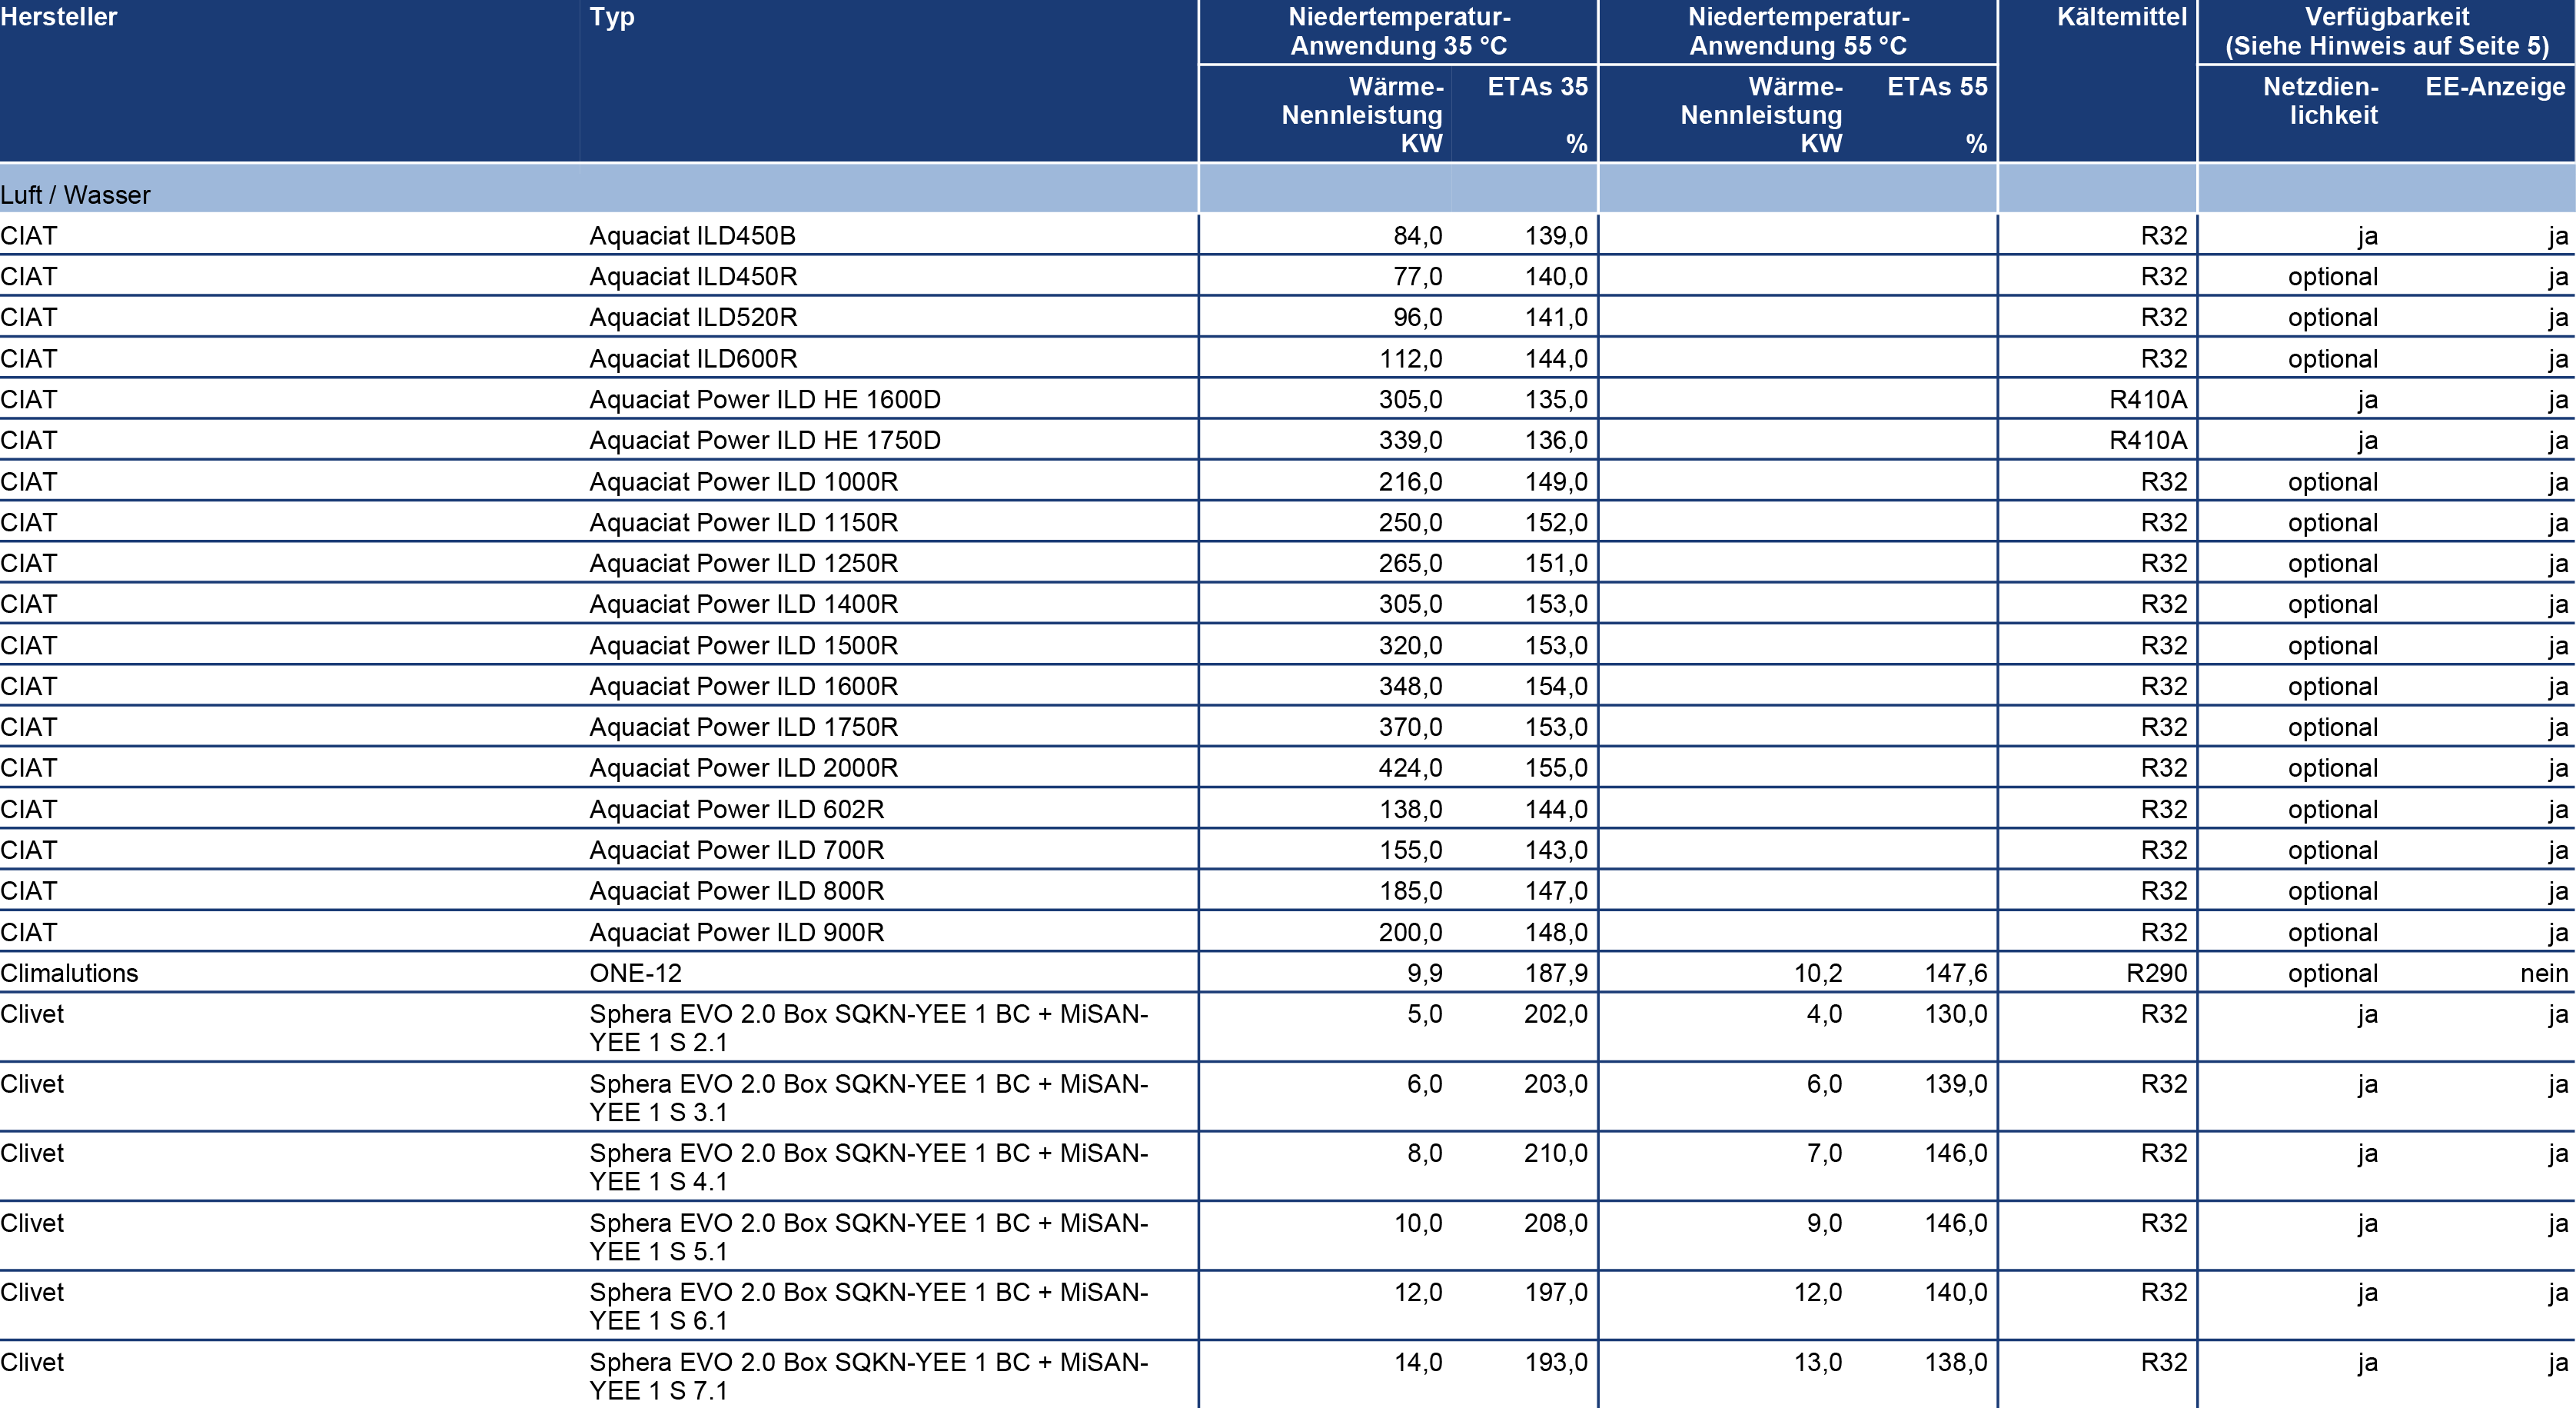 Hersteller Typ Niedertemperatur- Niedertemperatur- Kältemittel Verfügbarkeit
Anwendung 35 °C Anwendung 55 °C (Siehe Hinweis auf Seite 5)
Wärme- ETAs 35 Wärme- ETAs 55 Netzdien- EE-Anzeige
Nennleistung Nennleistung lichkeit
KW % KW %
Luft / Wasser
CIAT Aquaciat ILD450B 84,0 139,0 R32 ja ja
CIAT Aquaciat ILD450R 77,0 140,0 R32 optional ja
CIAT Aquaciat ILD520R 96,0 141,0 R32 optional ja
CIAT Aquaciat ILD600R 112,0 144,0 R32 optional ja
CIAT Aquaciat Power ILD HE 1600D 305,0 135,0 R410A ja ja
CIAT Aquaciat Power ILD HE 1750D 339,0 136,0 R410A ja ja
CIAT Aquaciat Power ILD 1000R 216,0 149,0 R32 optional ja
CIAT Aquaciat Power ILD 1150R 250,0 152,0 R32 optional ja
CIAT Aquaciat Power ILD 1250R 265,0 151,0 R32 optional ja
CIAT Aquaciat Power ILD 1400R 305,0 153,0 R32 optional ja
CIAT Aquaciat Power ILD 1500R 320,0 153,0 R32 optional ja
CIAT Aquaciat Power ILD 1600R 348,0 154,0 R32 optional ja
CIAT Aquaciat Power ILD 1750R 370,0 153,0 R32 optional ja
CIAT Aquaciat Power ILD 2000R 424,0 155,0 R32 optional ja
CIAT Aquaciat Power ILD 602R 138,0 144,0 R32 optional ja
CIAT Aquaciat Power ILD 700R 155,0 143,0 R32 optional ja
CIAT Aquaciat Power ILD 800R 185,0 147,0 R32 optional ja
CIAT Aquaciat Power ILD 900R 200,0 148,0 R32 optional ja
Climalutions ONE-12 9,9 187,9 10,2 147,6 R290 optional nein
Clivet Sphera EVO 2.0 Box SQKN-YEE 1 BC + MiSAN- 5,0 202,0 4,0 130,0 R32 ja ja
YEE 1 S 2.1
Clivet Sphera EVO 2.0 Box SQKN-YEE 1 BC + MiSAN- 6,0 203,0 6,0 139,0 R32 ja ja
YEE 1 S 3.1
Clivet Sphera EVO 2.0 Box SQKN-YEE 1 BC + MiSAN- 8,0 210,0 7,0 146,0 R32 ja ja
YEE 1 S 4.1
Clivet Sphera EVO 2.0 Box SQKN-YEE 1 BC + MiSAN- 10,0 208,0 9,0 146,0 R32 ja ja
YEE 1 S 5.1
Clivet Sphera EVO 2.0 Box SQKN-YEE 1 BC + MiSAN- 12,0 197,0 12,0 140,0 R32 ja ja
YEE 1 S 6.1
Clivet Sphera EVO 2.0 Box SQKN-YEE 1 BC + MiSAN- 14,0 193,0 13,0 138,0 R32 ja ja
YEE 1 S 7.1